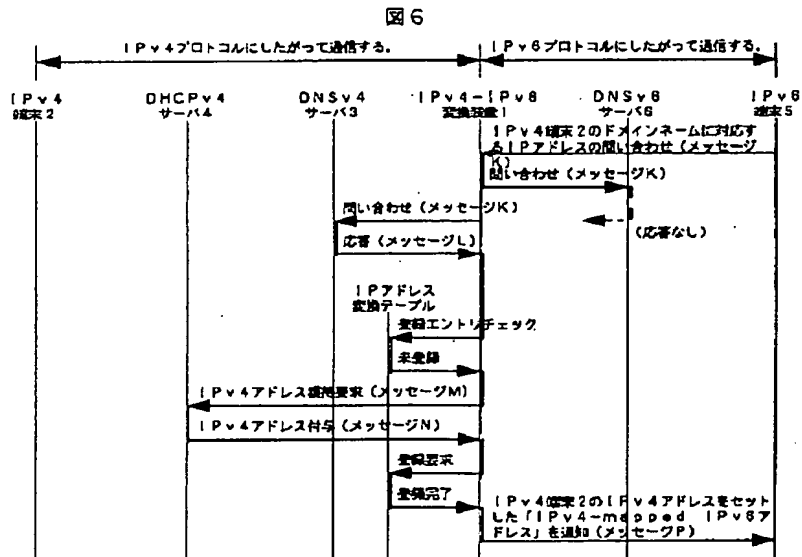 図6
IPv4プロトコルにしたがって通信する。
IPv6プロトコルにしたがって通信する。
IPv4
端末2
DHCPv4
サーバ4
DNSv4
サーバ3
IPv4-IPv6
変換装置1
DNSv6
サーバ6
IPv6
端末5
IPv4端末2のドメインネームに対応す
るIPアドレスの問い合わせ(メッセージ
K)
問い合わせ(メッセージK)
問い合わせ(メッセージK)
(応答なし)
応答(メッセージL)
IPアドレス
変換テーブル
登録エントリチェック
未登録
IPv4アドレス獲得要求(メッセージM)
IPv4アドレス付与(メッセージN)
登録要求
登録完了
IPv4端末2のIPv4アドレスをセット
した「IPv4-mapped IPv6ア
ドレス」を通知(メッセージP)